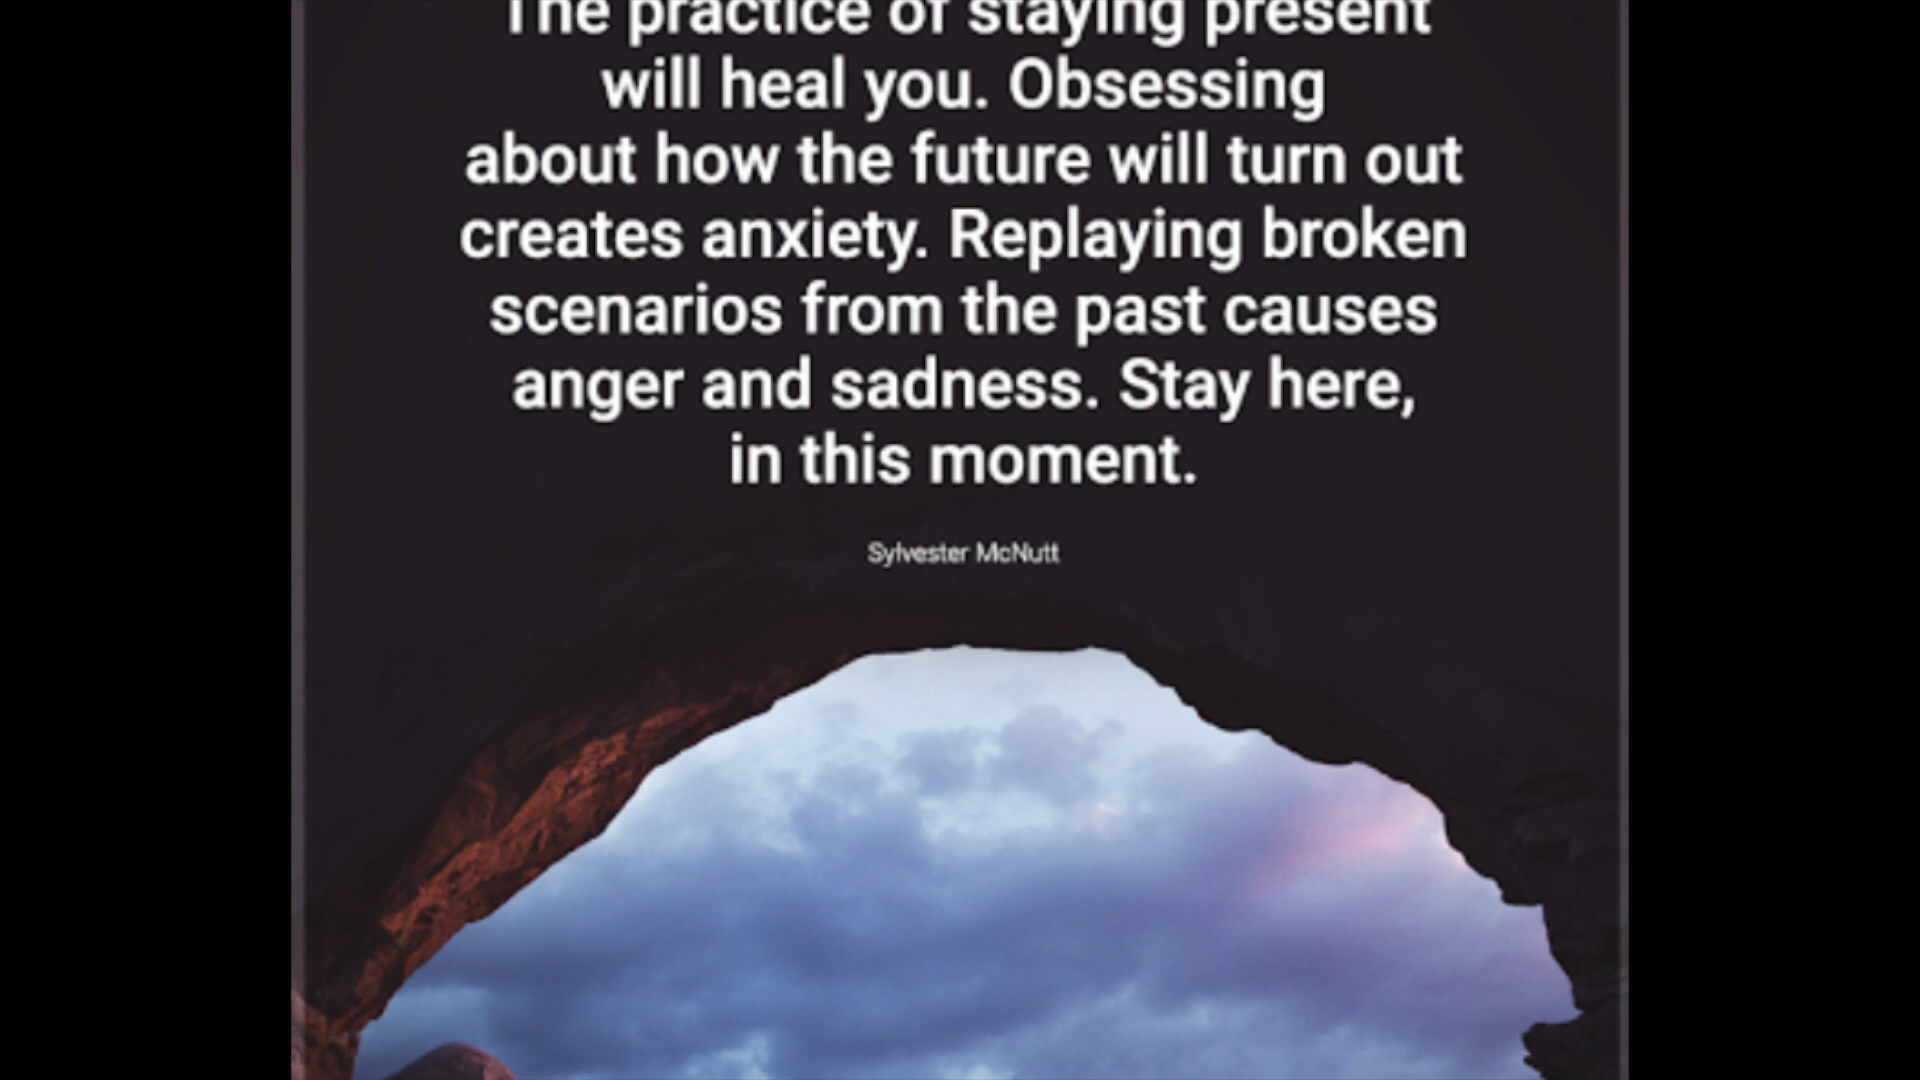 The practice of staying present
will heal you. Obsessing
about how the future will turn out
creates anxiety. Replaying broken
scenarios from the past causes
anger and sadness. Stay here,
in this moment.
Sylvester McNutt